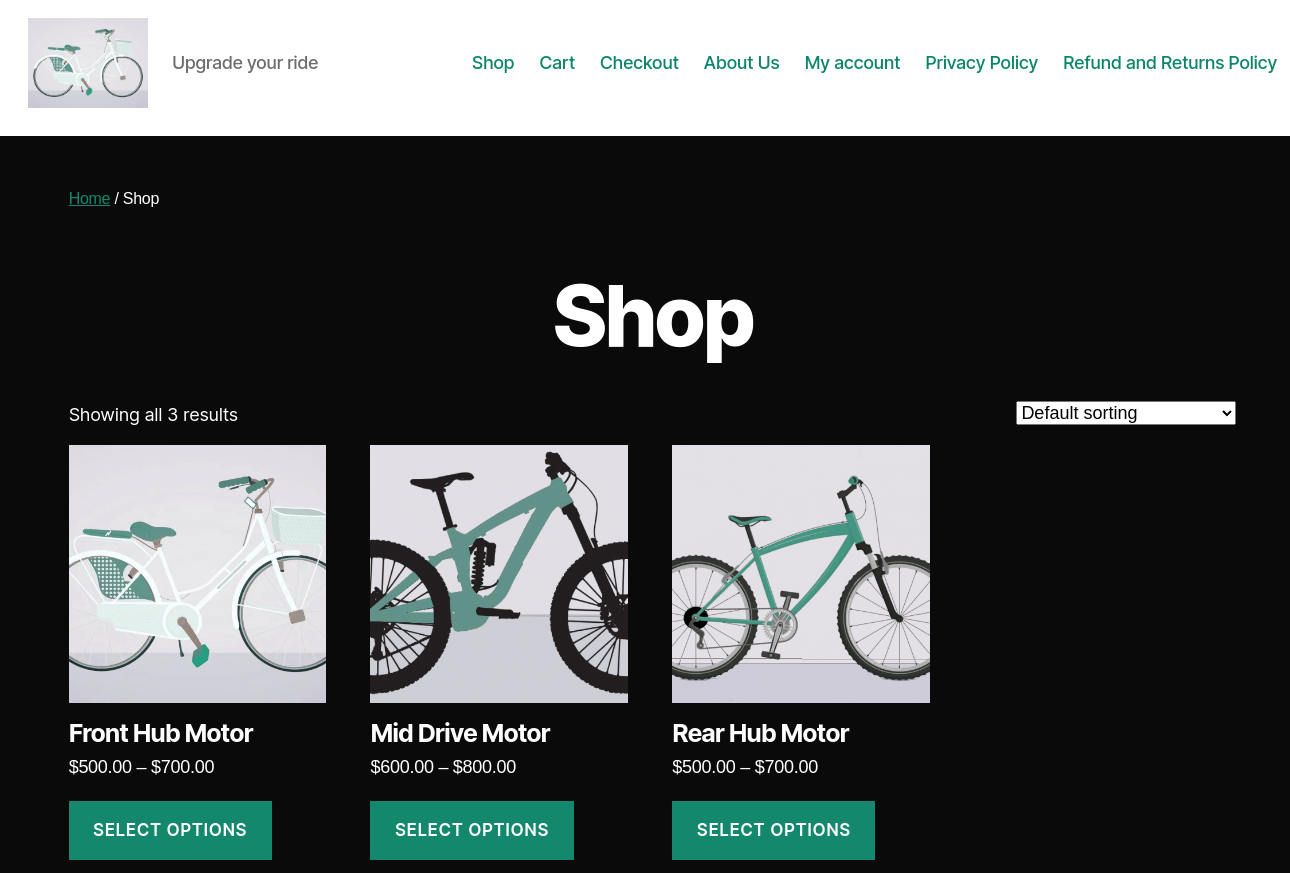 Upgrade your ride
Shop Cart Checkout About Us My account Privacy Policy Refund and Returns Policy
Home / Shop
Shop
Showing all 3 results
Default sorting
Front Hub Motor
$500.00 – $700.00
SELECT OPTIONS
Mid Drive Motor
$600.00 – $800.00
SELECT OPTIONS
Rear Hub Motor
$500.00 – $700.00
SELECT OPTIONS